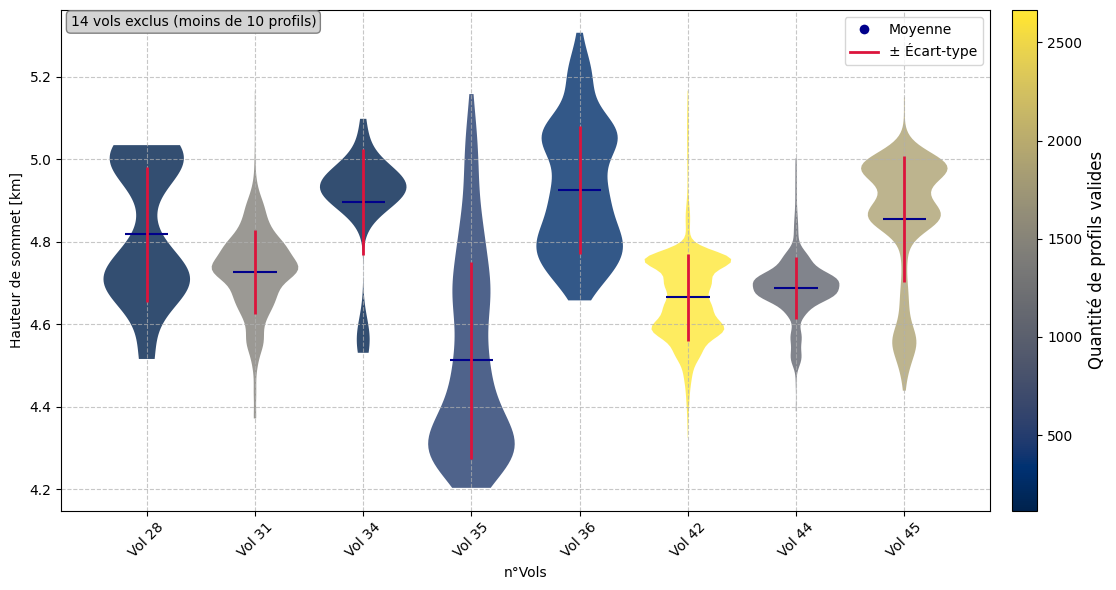 14 vols exclus (moins de 10 profils)
Moyenne
± Écart-type
Hauteur de sommet [km]
5.2
5.0
4.8
4.6
4.4
4.2
Vol 28
Vol 31
Vol 34
Vol 35
Vol 36
Vol 42
Vol 44
Vol 45
n°Vols
2500
2000
1500
1000
500
Quantité de profils valides